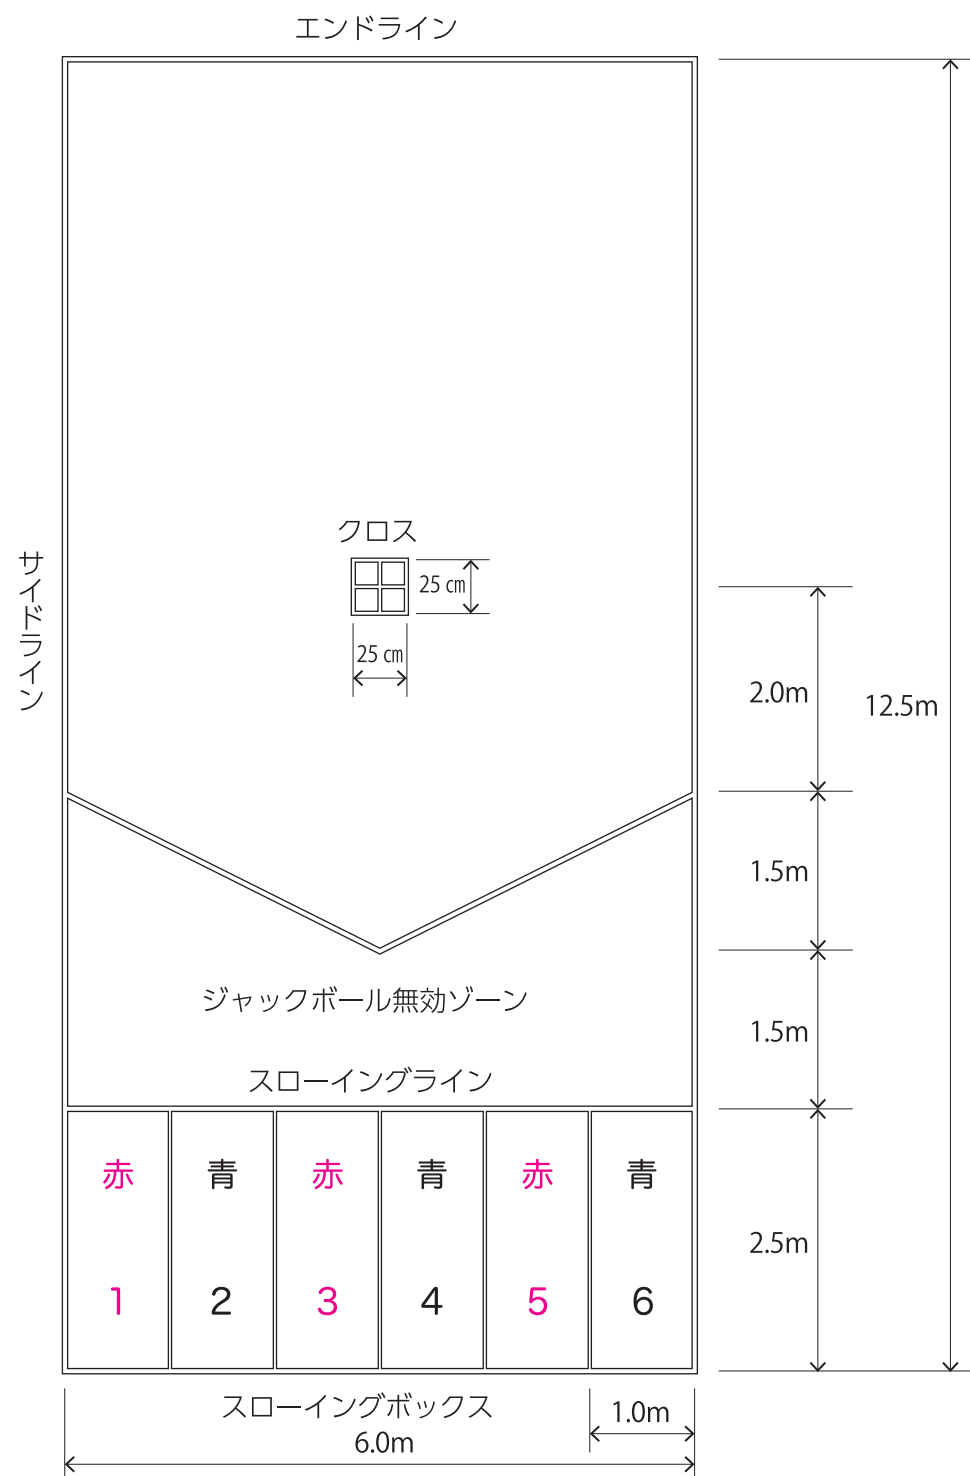 エンドライン
サイドライン
クロス
25 cm
25 cm
2.0m
12.5m
1.5m
ジャックボール無効ゾーン
1.5m
スローイングライン
赤 青 赤 青 赤 青
2.5m
1 2 3 4 5 6
スローイングボックス
1.0m
6.0m